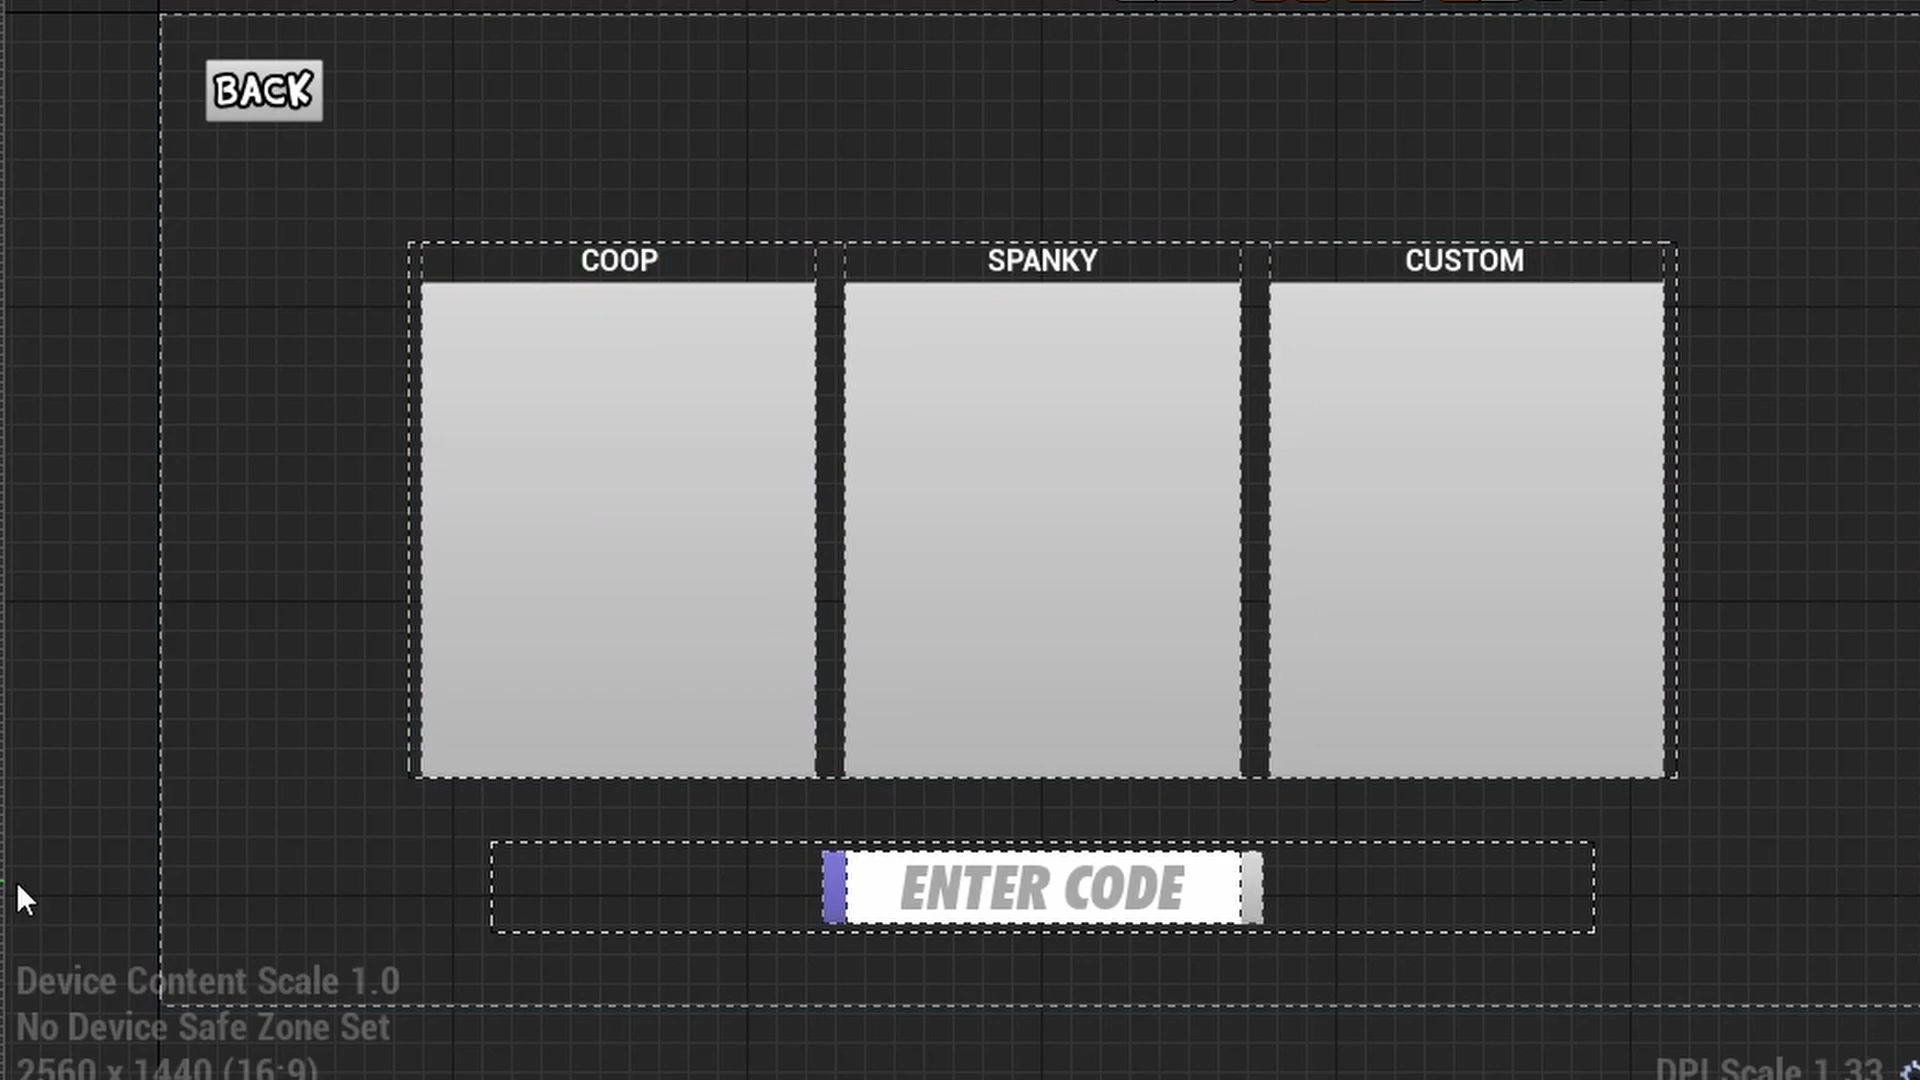 BACK
COOP
SPANKY
CUSTOM
ENTER CODE
Device Content Scale 1.0
No Device Safe Zone Set
2560 x 1440 (16:9)
DPI Scale 1.33